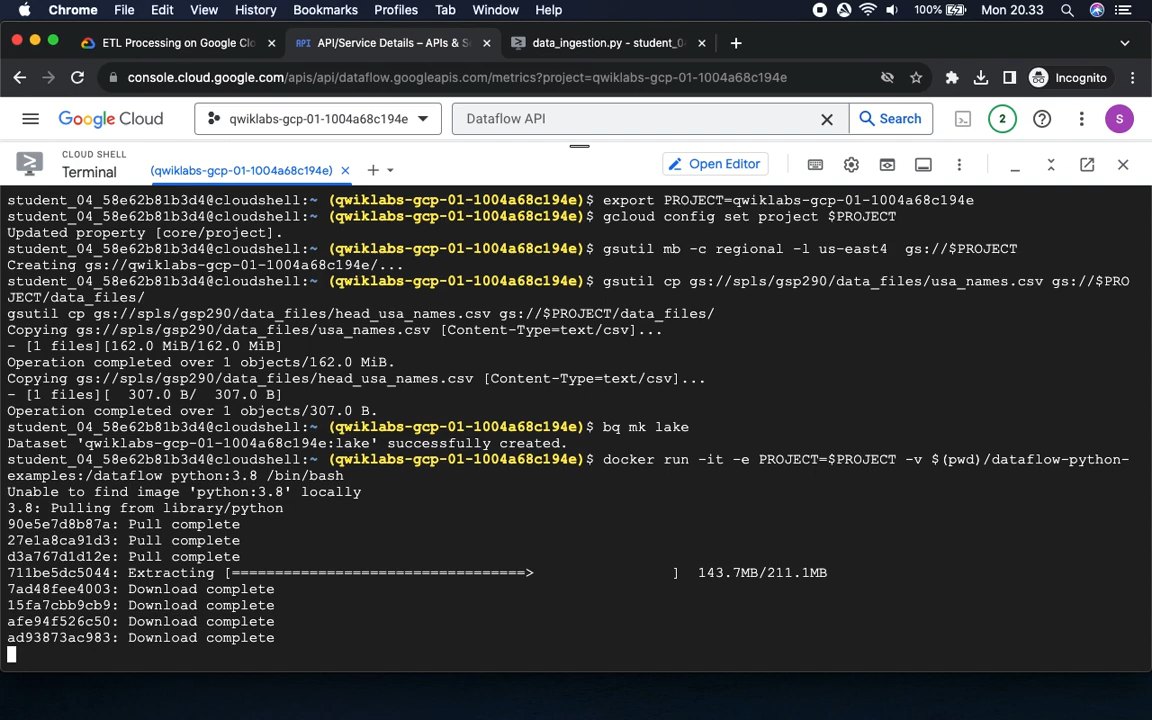 Chrome File Edit View History Bookmarks Profiles Tab Window Help 100% Mon 20.33
ETL Processing on Google Clo API/Service Details – APIs & S data_ingestion.py - student_0
console.cloud.google.com/apis/api/dataflow.googleapis.com/metrics?project=qwiklabs-gcp-01-1004a68c194e Incognito
Google Cloud qwiklabs-gcp-01-1004a68c194e Dataflow API Search 2 S
CLOUD SHELL
Terminal (qwiklabs-gcp-01-1004a68c194e) Open Editor
student_04_58e62b81b3d4@cloudshell:~ (qwiklabs-gcp-01-1004a68c194e)$ export PROJECT=qwiklabs-gcp-01-1004a68c194e
student_04_58e62b81b3d4@cloudshell:~ (qwiklabs-gcp-01-1004a68c194e)$ gcloud config set project $PROJECT
Updated property [core/project].
student_04_58e62b81b3d4@cloudshell:~ (qwiklabs-gcp-01-1004a68c194e)$ gsutil mb -c regional -l us-east4  gs://$PROJECT
Creating gs://qwiklabs-gcp-01-1004a68c194e/...
student_04_58e62b81b3d4@cloudshell:~ (qwiklabs-gcp-01-1004a68c194e)$ gsutil cp gs://spls/gsp290/data_files/usa_names.csv gs://$PRO
JECT/data_files/
gsutil cp gs://spls/gsp290/data_files/head_usa_names.csv gs://$PROJECT/data_files/
Copying gs://spls/gsp290/data_files/usa_names.csv [Content-Type=text/csv]...
- [1 files][162.0 MiB/162.0 MiB]
Operation completed over 1 objects/162.0 MiB.
Copying gs://spls/gsp290/data_files/head_usa_names.csv [Content-Type=text/csv]...
- [1 files][  307.0 B/  307.0 B]
Operation completed over 1 objects/307.0 B.
student_04_58e62b81b3d4@cloudshell:~ (qwiklabs-gcp-01-1004a68c194e)$ bq mk lake
Dataset 'qwiklabs-gcp-01-1004a68c194e:lake' successfully created.
student_04_58e62b81b3d4@cloudshell:~ (qwiklabs-gcp-01-1004a68c194e)$ docker run -it -e PROJECT=$PROJECT -v $(pwd)/dataflow-python-
examples:/dataflow python:3.8 /bin/bash
Unable to find image 'python:3.8' locally
3.8: Pulling from library/python
90e5e7d8b87a: Pull complete
27e1a8ca91d3: Pull complete
d3a767d1d12e: Pull complete
711be5dc5044: Extracting [==================================>                ]  143.7MB/211.1MB
7ad48fee4003: Download complete
15fa7cbb9cb9: Download complete
afe94f526c50: Download complete
ad93873ac983: Download complete